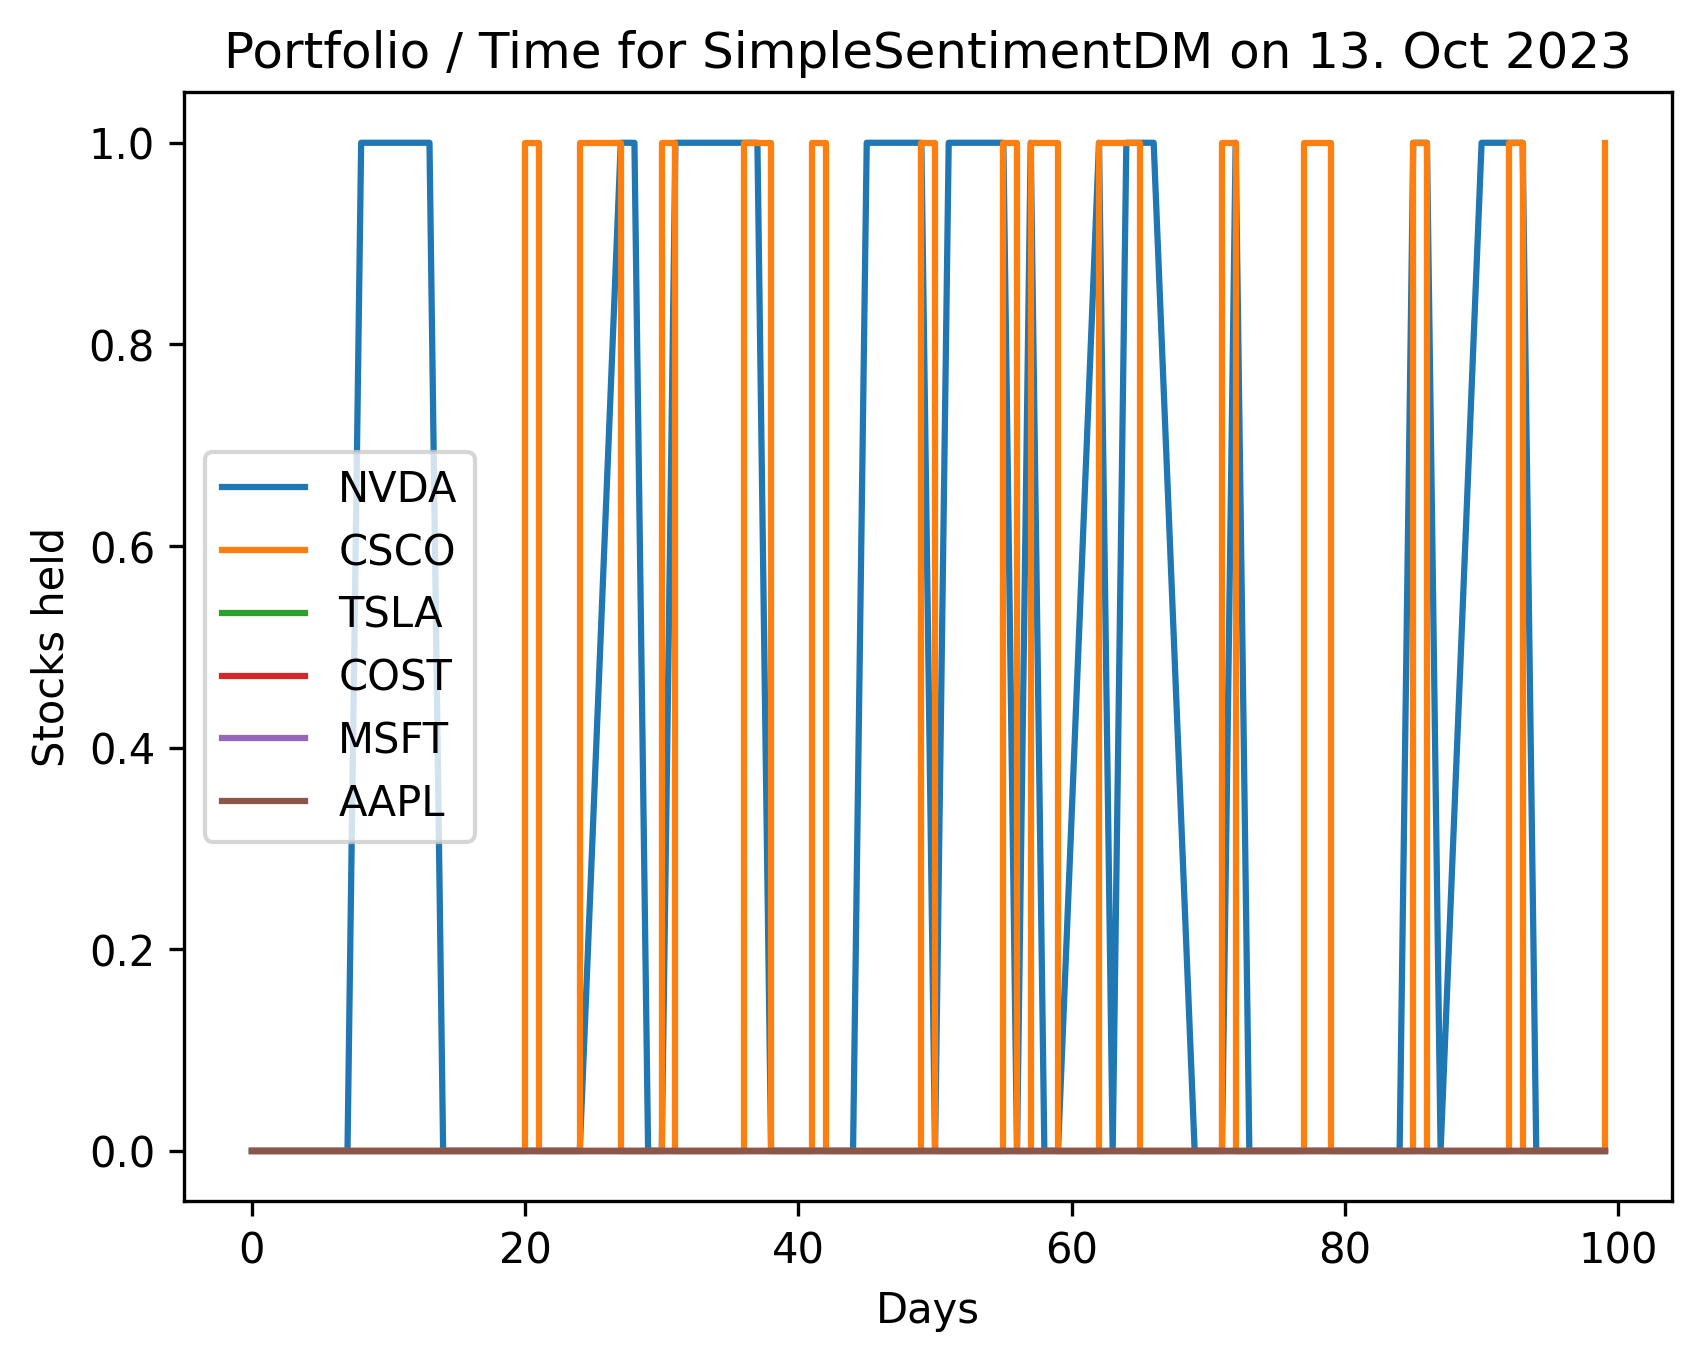 Portfolio / Time for SimpleSentimentDM on 13. Oct 2023
1.0
0.8
0.6
0.4
0.2
0.0
Stocks held
NVDA
CSCO
TSLA
COST
MSFT
AAPL
0 20 40 60 80 100
Days